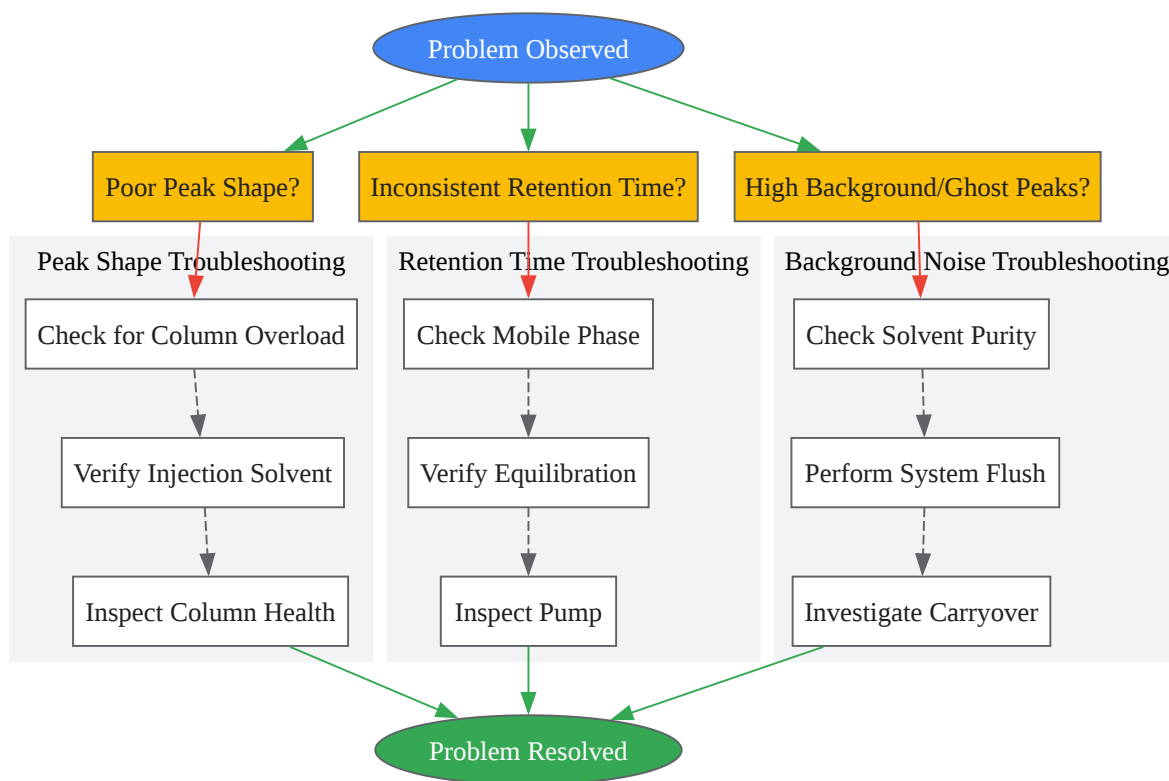 Problem Observed
Poor Peak Shape?
Inconsistent Retention Time?
High Background/Ghost Peaks?
Peak Shape Troubleshooting
Retention Time Troubleshooting
Background Noise Troubleshooting
Check for Column Overload
Check Mobile Phase
Check Solvent Purity
Verify Injection Solvent
Verify Equilibration
Perform System Flush
Inspect Column Health
Inspect Pump
Investigate Carryover
Problem Resolved